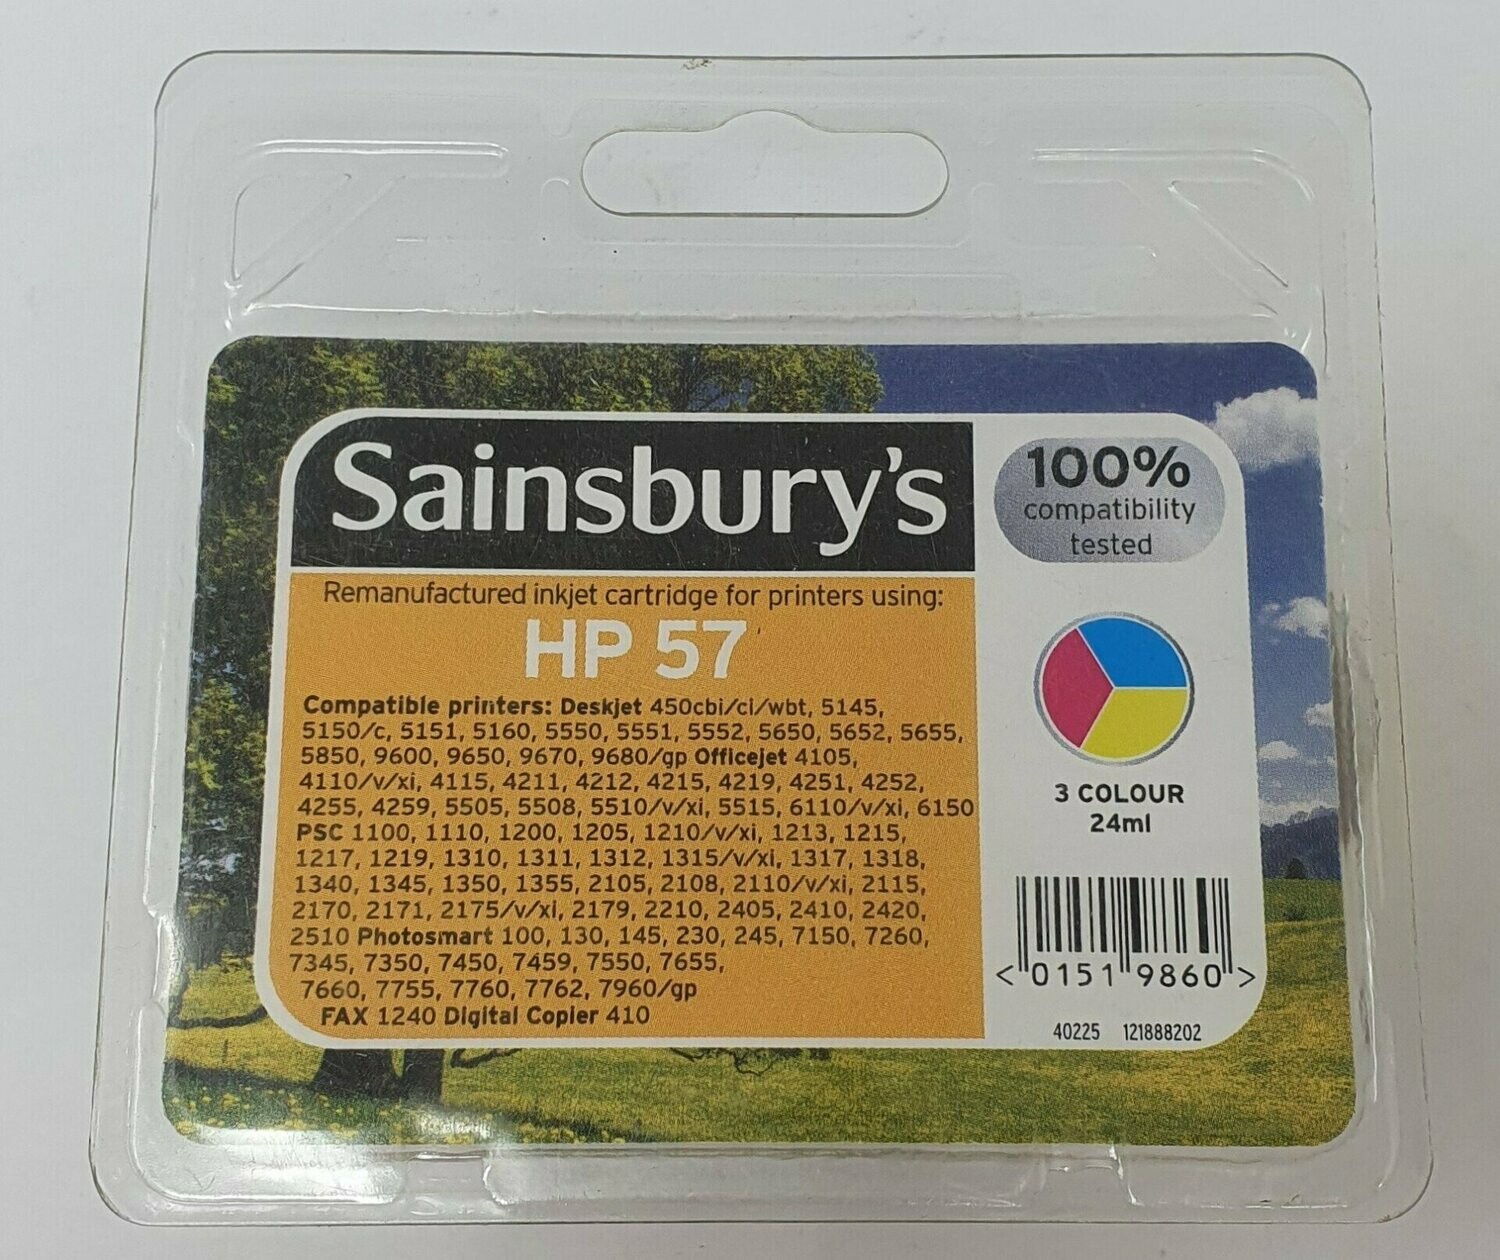 Sainsbury's
Remanufactured inkjet cartridge for printers using:
HP 57
Compatible printers: Deskjet 450cbi/ci/wbt, 5145,
5150/c, 5151, 5160, 5550, 5551, 5552, 5650, 5652, 5655,
5850, 9600, 9650, 9670, 9680/gp Officejet 4105,
4110/v/xi, 4115, 4211, 4212, 4215, 4219, 4251, 4252,
4255, 4259, 5505, 5508, 5510/v/xi, 5515, 6110/v/xi, 6150
PSC 1100, 1110, 1200, 1205, 1210/v/xi, 1213, 1215,
1217, 1219, 1310, 1311, 1312, 1315/v/xi, 1317, 1318,
1340, 1345, 1350, 1355, 2105, 2108, 2110/v/xi, 2115,
2170, 2171, 2175/v/xi, 2179, 2210, 2405, 2410, 2420,
2510 Photosmart 100, 130, 145, 230, 245, 7150, 7260,
7345, 7350, 7450, 7459, 7550, 7655,
7660, 7755, 7760, 7762, 7960/gp
FAX 1240 Digital Copier 410
100%
compatibility
tested
3 COLOUR
24ml
<0151 9860>
40225 121888202